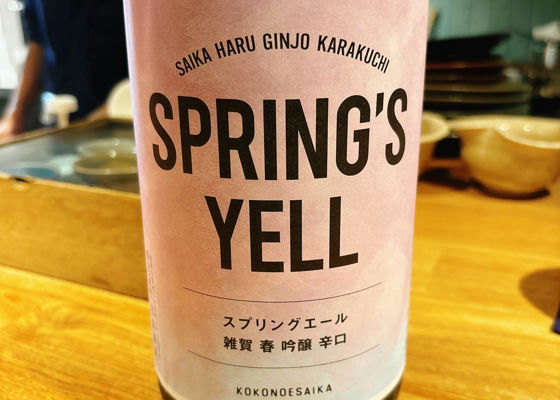 SAIKA HARU GINJO KARAKUCHI
SPRING'S
YELL
スプリングエール
雑賀 春 吟醸 辛口
KOKONOESAIKA